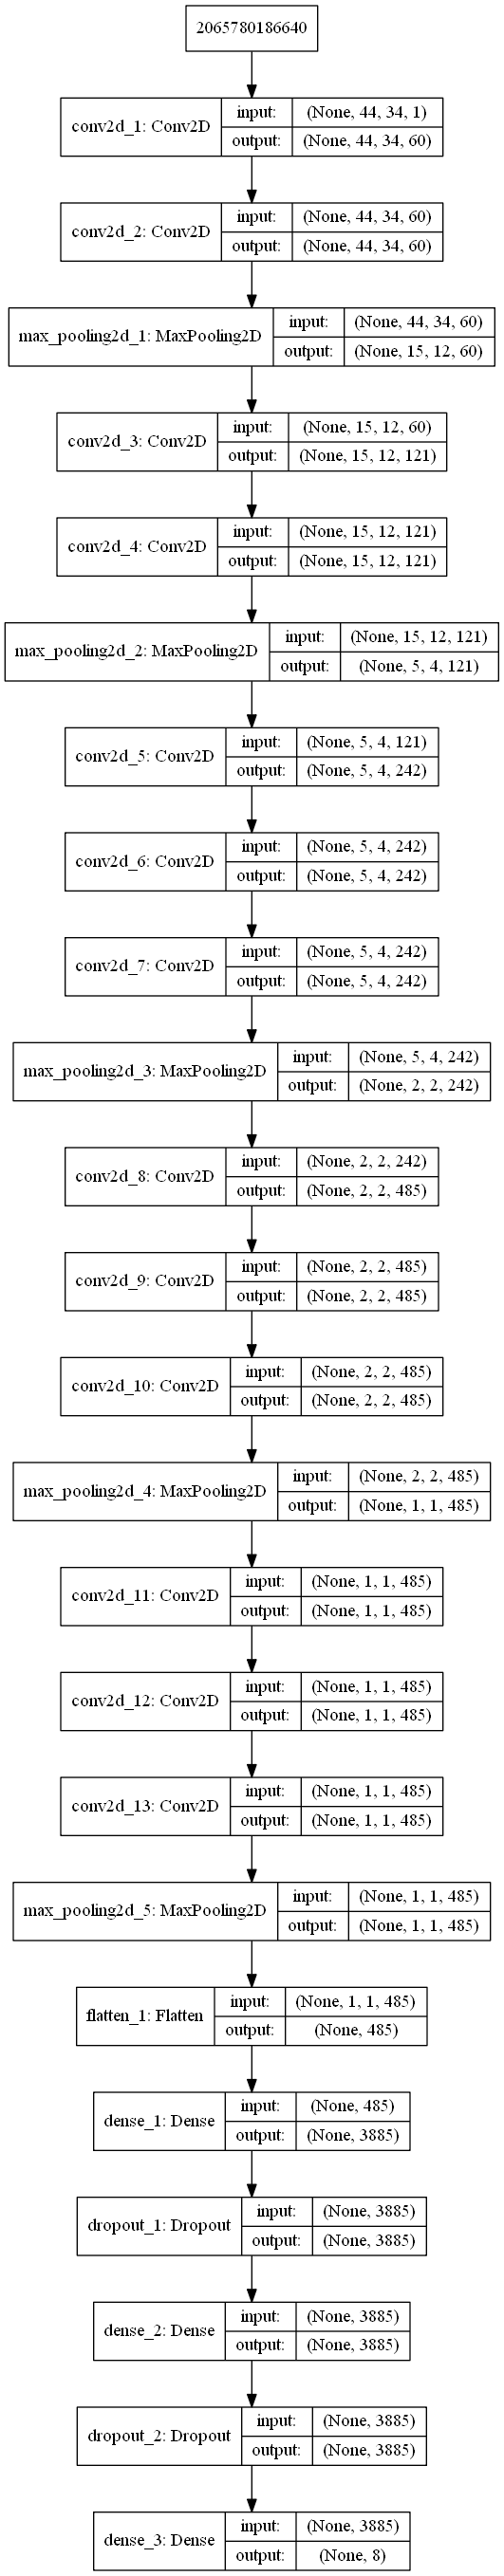 2065780186640
conv2d_1: Conv2D
input: (None, 44, 34, 1)
output: (None, 44, 34, 60)
conv2d_2: Conv2D
input: (None, 44, 34, 60)
output: (None, 44, 34, 60)
max_pooling2d_1: MaxPooling2D
input: (None, 44, 34, 60)
output: (None, 15, 12, 60)
conv2d_3: Conv2D
input: (None, 15, 12, 60)
output: (None, 15, 12, 121)
conv2d_4: Conv2D
input: (None, 15, 12, 121)
output: (None, 15, 12, 121)
max_pooling2d_2: MaxPooling2D
input: (None, 15, 12, 121)
output: (None, 5, 4, 121)
conv2d_5: Conv2D
input: (None, 5, 4, 121)
output: (None, 5, 4, 242)
conv2d_6: Conv2D
input: (None, 5, 4, 242)
output: (None, 5, 4, 242)
conv2d_7: Conv2D
input: (None, 5, 4, 242)
output: (None, 5, 4, 242)
max_pooling2d_3: MaxPooling2D
input: (None, 5, 4, 242)
output: (None, 2, 2, 242)
conv2d_8: Conv2D
input: (None, 2, 2, 242)
output: (None, 2, 2, 485)
conv2d_9: Conv2D
input: (None, 2, 2, 485)
output: (None, 2, 2, 485)
conv2d_10: Conv2D
input: (None, 2, 2, 485)
output: (None, 2, 2, 485)
max_pooling2d_4: MaxPooling2D
input: (None, 2, 2, 485)
output: (None, 1, 1, 485)
conv2d_11: Conv2D
input: (None, 1, 1, 485)
output: (None, 1, 1, 485)
conv2d_12: Conv2D
input: (None, 1, 1, 485)
output: (None, 1, 1, 485)
conv2d_13: Conv2D
input: (None, 1, 1, 485)
output: (None, 1, 1, 485)
max_pooling2d_5: MaxPooling2D
input: (None, 1, 1, 485)
output: (None, 1, 1, 485)
flatten_1: Flatten
input: (None, 1, 1, 485)
output: (None, 485)
dense_1: Dense
input: (None, 485)
output: (None, 3885)
dropout_1: Dropout
input: (None, 3885)
output: (None, 3885)
dense_2: Dense
input: (None, 3885)
output: (None, 3885)
dropout_2: Dropout
input: (None, 3885)
output: (None, 3885)
dense_3: Dense
input: (None, 3885)
output: (None, 8)